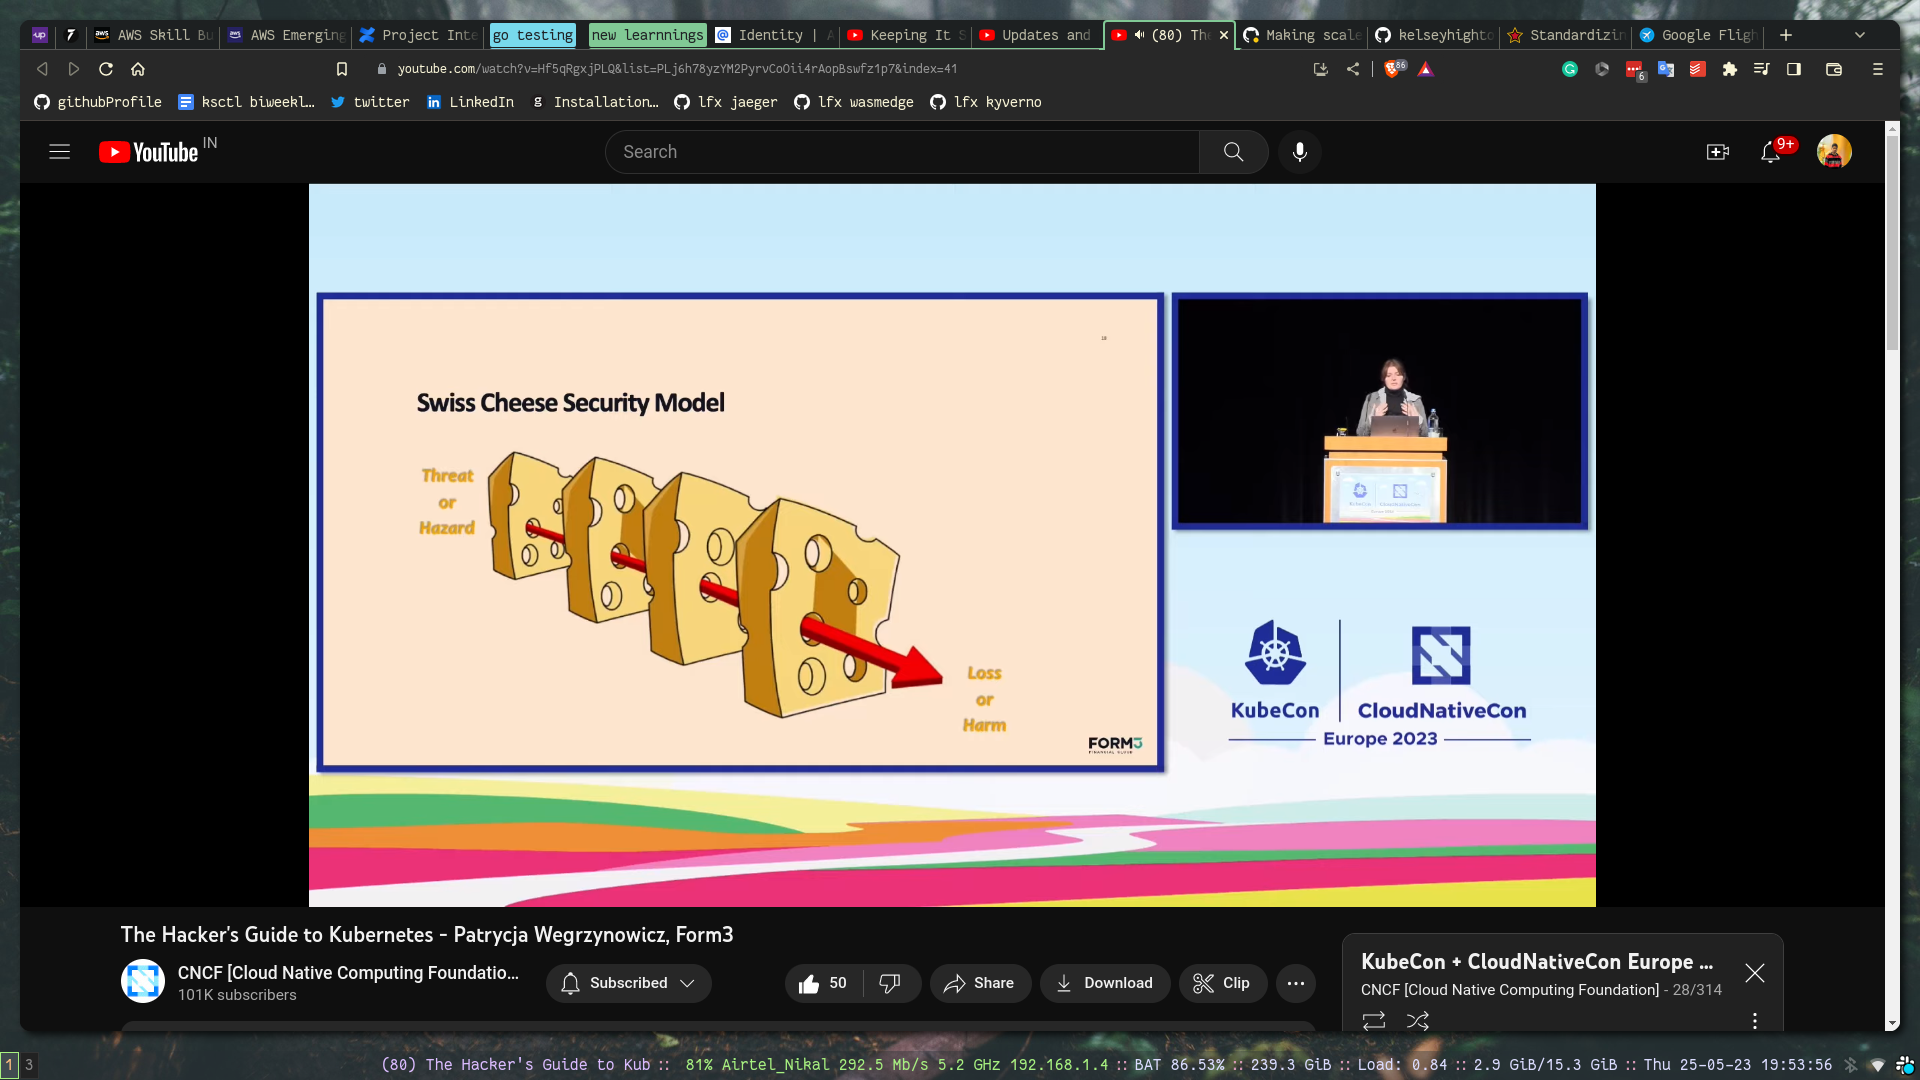 up
AWS Skill Bu
AWS Emerging
Project Inte
go testing
new learnnings
Identity | A
Keeping It S
Updates and
(80) The
Making scale
kelseyhighto
Standardizin
Google Fligh
youtube.com/watch?v=Hf5qRgxjPLQ&list=PLj6h78yzYM2PyrvCoOii4rAopBswfz1p7&index=41
86
6
githubProfile
ksctl biweekl…
twitter
LinkedIn
Installation…
lfx jaeger
lfx wasmedge
lfx kyverno
YouTube IN
Search
9+
18
Swiss Cheese Security Model
Threat
or
Hazard
Loss
or
Harm
FORM3
FINANCIAL CLOUD
KubeCon
CloudNativeCon
Europe 2023
The Hacker's Guide to Kubernetes - Patrycja Wegrzynowicz, Form3
CNCF [Cloud Native Computing Foundatio...
101K subscribers
Subscribed
50
Share
Download
Clip
KubeCon + CloudNativeCon Europe ...
CNCF [Cloud Native Computing Foundation] - 28/314
1 3
(80) The Hacker's Guide to Kub :: 81% Airtel_Nikal 292.5 Mb/s 5.2 GHz 192.168.1.4 :: BAT 86.53% :: 239.3 GiB :: Load: 0.84 :: 2.9 GiB/15.3 GiB :: Thu 25-05-23 19:53:56